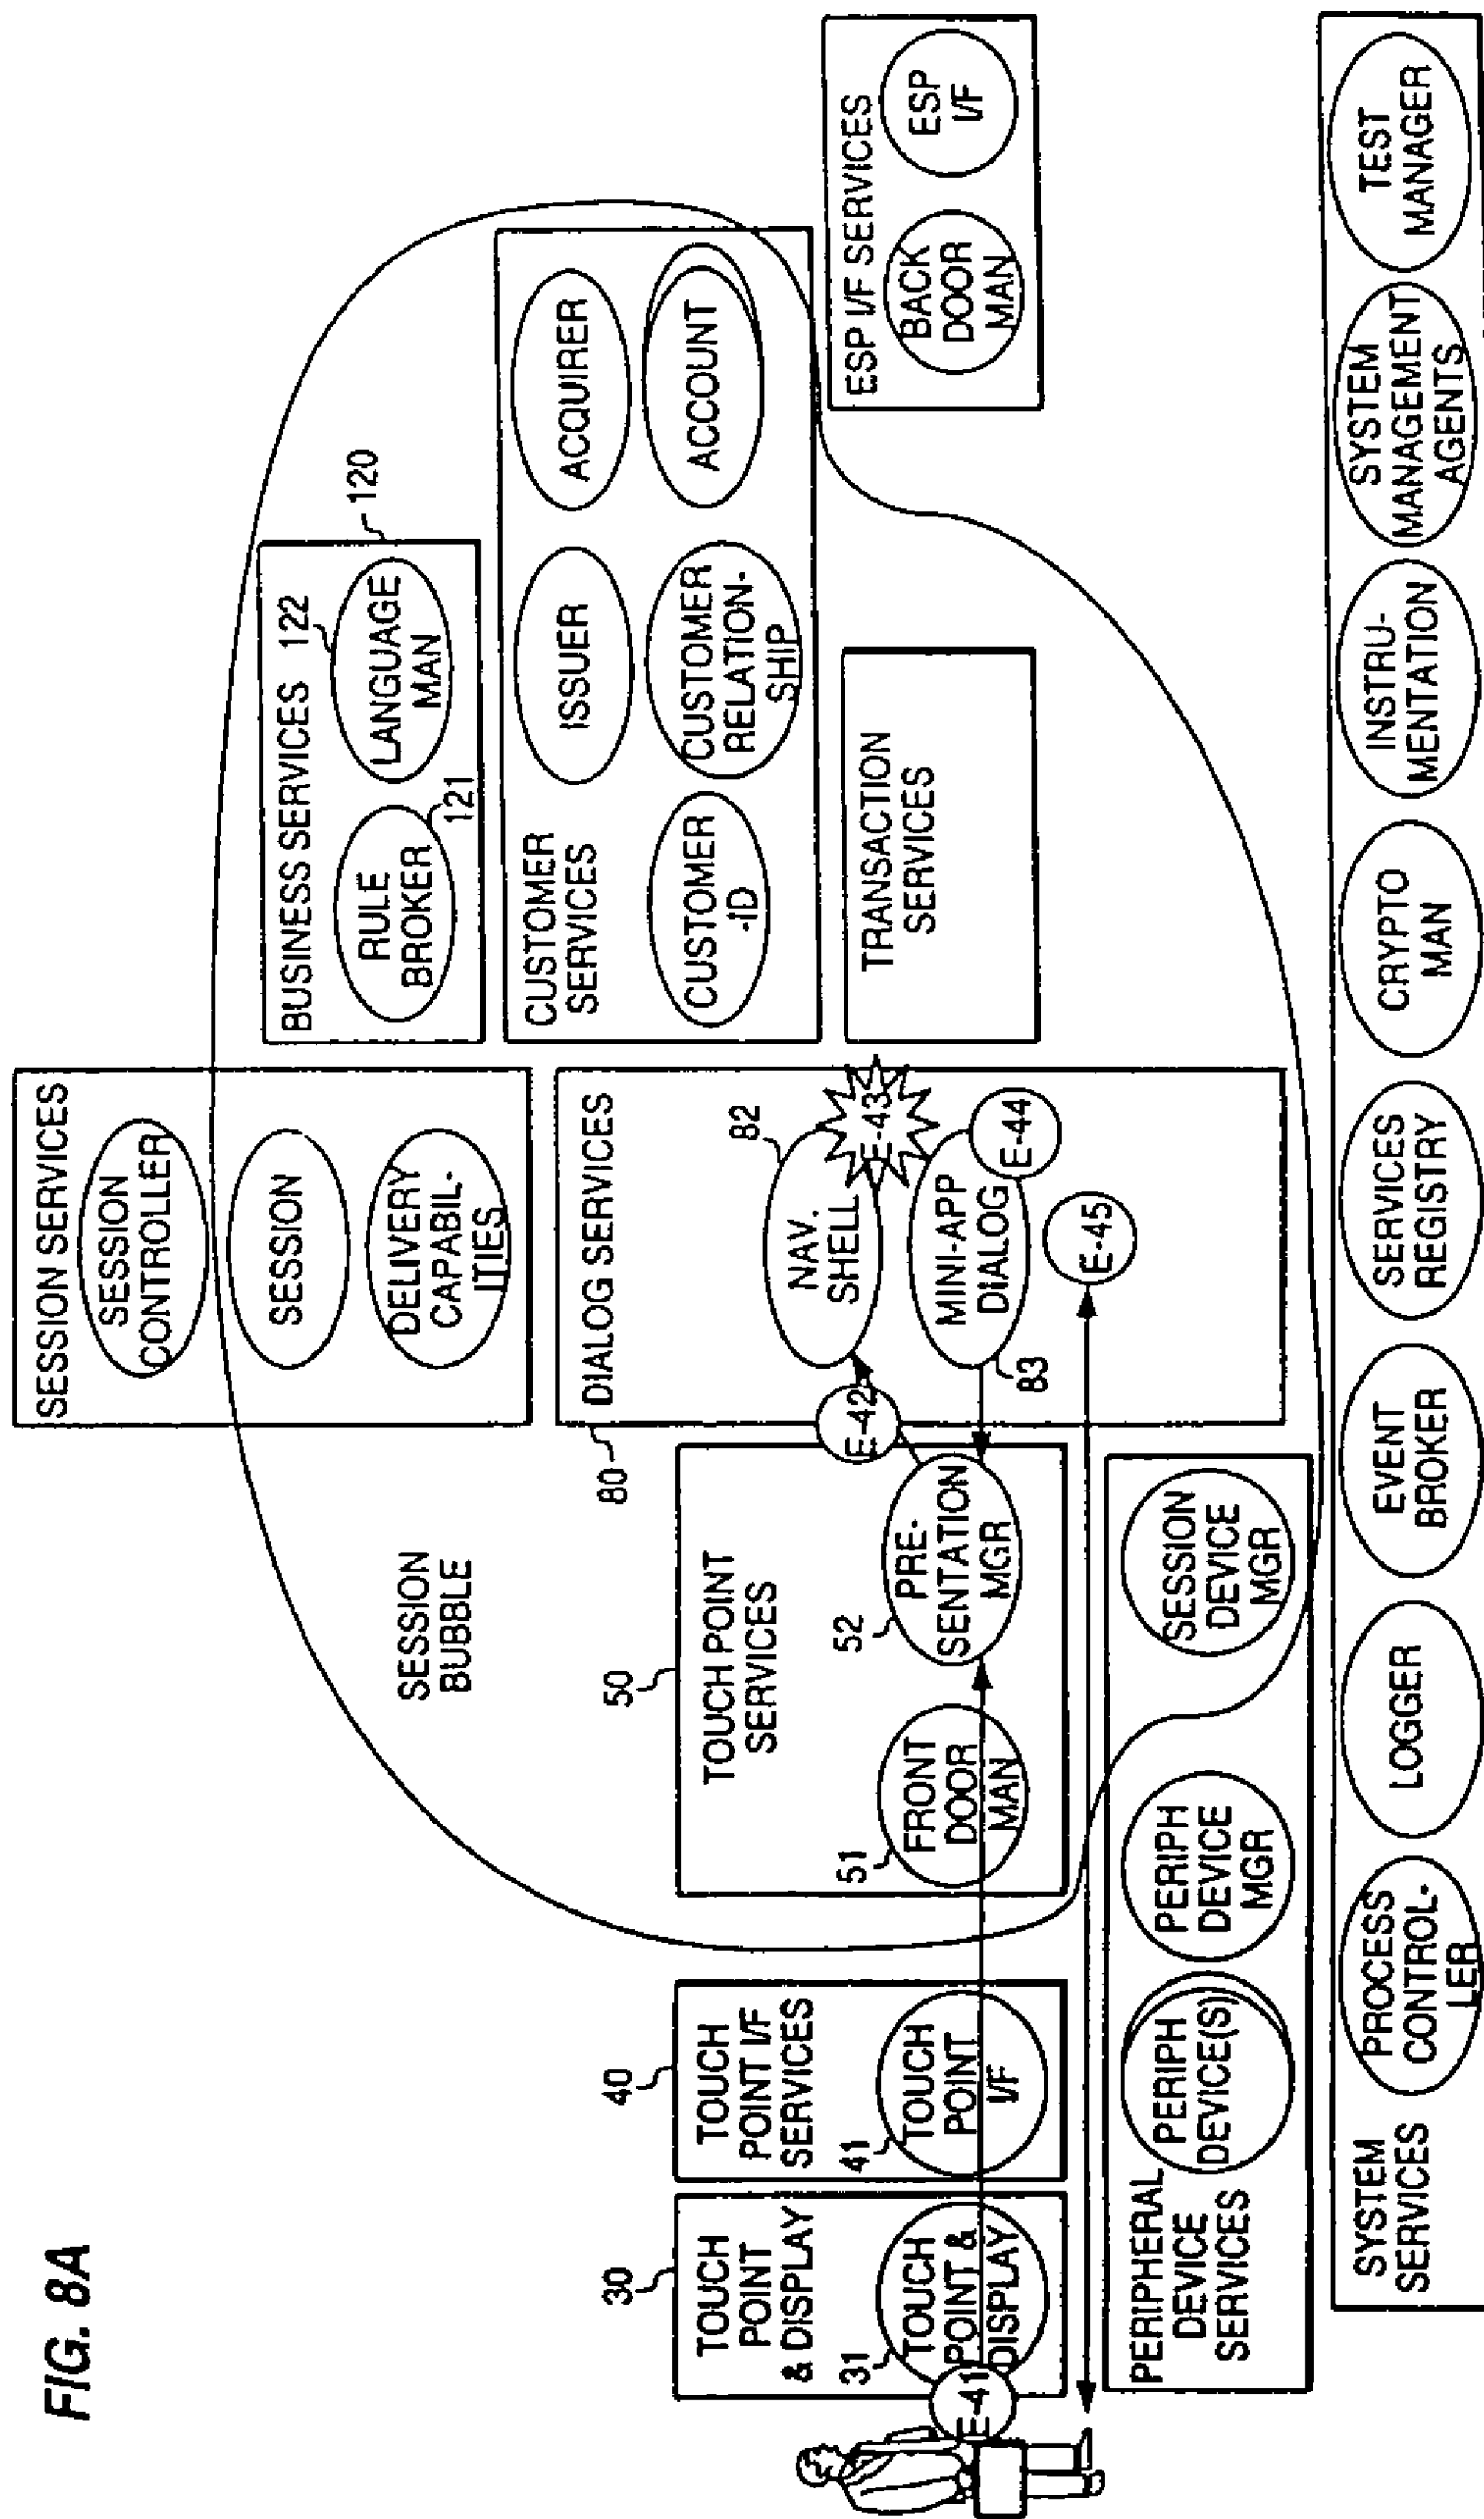 FIG. 8A
SESSION SERVICES
SESSION
CONTROLLER
SESSION
DELIVERY
CAPABIL-
ITIES
SESSION
BUBBLE
BUSINESS SERVICES
122
120
RULE
BROKER
121
LANGUAGE
MAN
CUSTOMER
SERVICES
ISSUER
ACQUIRER
CUSTOMER
-ID
CUSTOMER
RELATION-
SHIP
ACCOUNT
TRANSACTION
SERVICES
ESP I/F SERVICES
BACK
DOOR
MAN
ESP
I/F
80
DIALOG SERVICES
82
NAV.
SHELL
E-42
E-43
MINI-APP
DIALOG
E-44
83
E-45
50
TOUCH POINT
SERVICES
51
FRONT
DOOR
MAN
52
PRE-
SENTATION
MGR
40
TOUCH
POINT I/F
SERVICES
41
TOUCH
POINT
I/F
30
TOUCH
POINT
& DISPLAY
31
TOUCH
POINT &
DISPLAY
E-41
PERIPHERAL
DEVICE
SERVICES
PERIPH
DEVICE(S)
PERIPH
DEVICE
MGR
SESSION
DEVICE
MGR
SYSTEM
SERVICES
PROCESS
CONTROL-
LER
LOGGER
EVENT
BROKER
SERVICES
REGISTRY
CRYPTO
MAN
INSTRU-
MENTATION
SYSTEM
MANAGEMENT
AGENTS
TEST
MANAGER